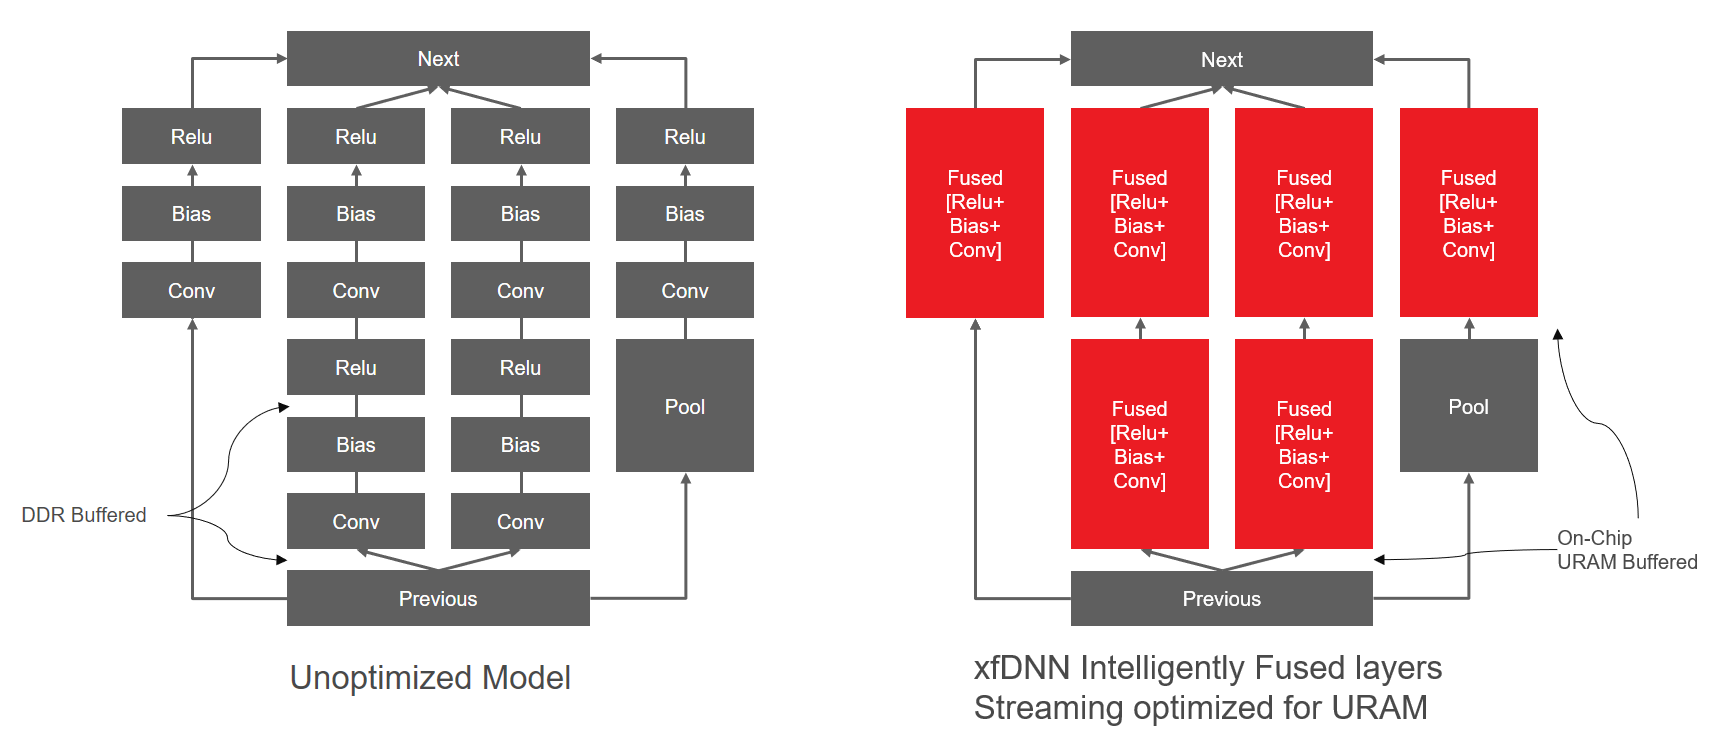 Next
Relu
Relu
Relu
Relu
Bias
Bias
Bias
Bias
Conv
Conv
Conv
Conv
Relu
Relu
Pool
Bias
Bias
DDR Buffered
Conv
Conv
Previous
Unoptimized Model
Next
Fused
[Relu+
Bias+
Conv]
Fused
[Relu+
Bias+
Conv]
Fused
[Relu+
Bias+
Conv]
Fused
[Relu+
Bias+
Conv]
Fused
[Relu+
Bias+
Conv]
Fused
[Relu+
Bias+
Conv]
Pool
On-Chip
URAM Buffered
Previous
xfDNN Intelligently Fused layers
Streaming optimized for URAM